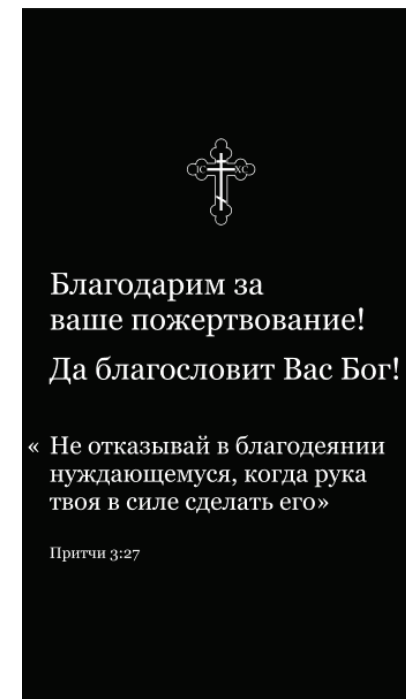 IC XC
Благодарим за
ваше пожертвование!
Да благословит Вас Бог!
« Не отказывай в благодеянии
нуждающемуся, когда рука
твоя в силе сделать его»
Притчи 3:27